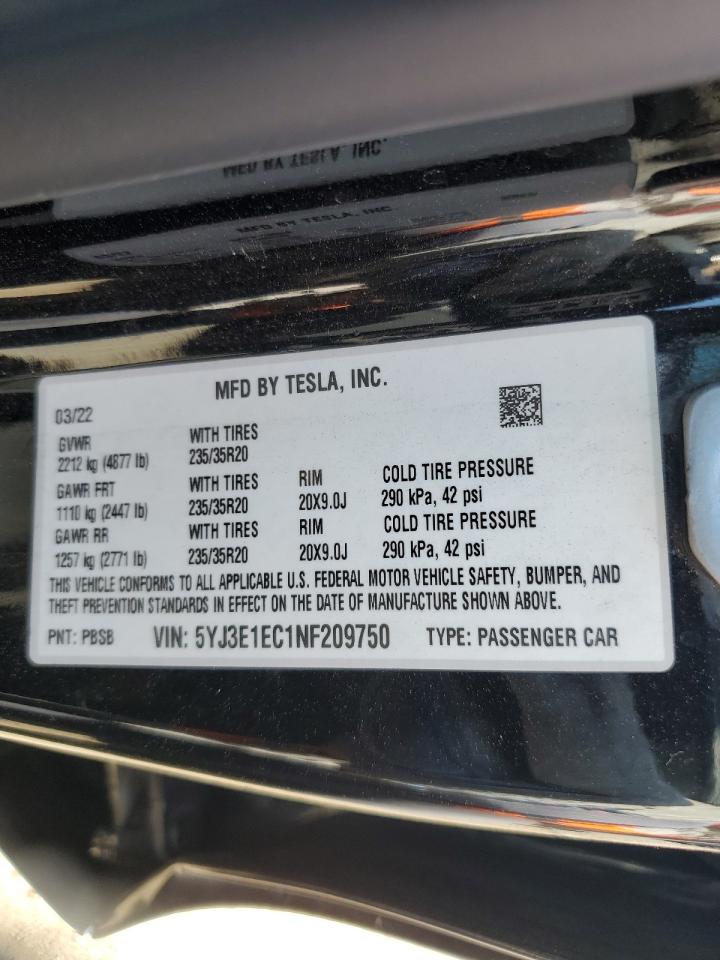 MFD BY TESLA, INC.
MFD BY TESLA, INC
MFD BY TESLA, INC.
03/22
GVWR WITH TIRES
2212 kg (4877 lb) 235/35R20
GAWR FRT WITH TIRES RIM COLD TIRE PRESSURE
1110 kg (2447 lb) 235/35R20 20X9.0J 290 kPa, 42 psi
GAWR RR WITH TIRES RIM COLD TIRE PRESSURE
1257 kg (2771 lb) 235/35R20 20X9.0J 290 kPa, 42 psi
THIS VEHICLE CONFORMS TO ALL APPLICABLE U.S. FEDERAL MOTOR VEHICLE SAFETY, BUMPER, AND
THEFT PREVENTION STANDARDS IN EFFECT ON THE DATE OF MANUFACTURE SHOWN ABOVE.
PNT: PBSB VIN: 5YJ3E1EC1NF209750 TYPE: PASSENGER CAR